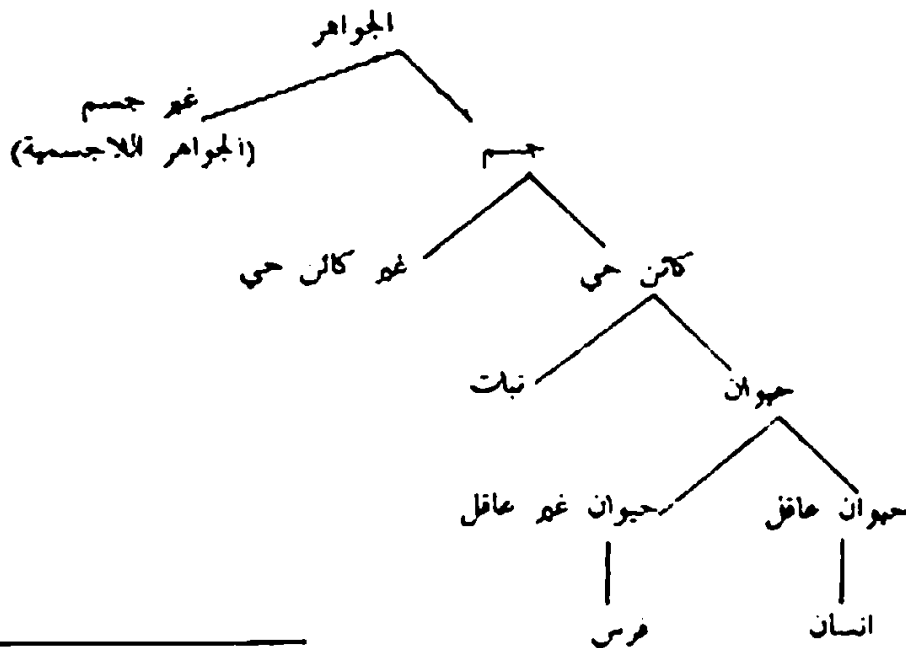 الجواهر
غير جسم
(الجواهر اللاجسمية)
جسم
كائن حي
غير كائن حي
حيوان
نبات
حيوان عاقل
حيوان غير عاقل
انسان
فرس